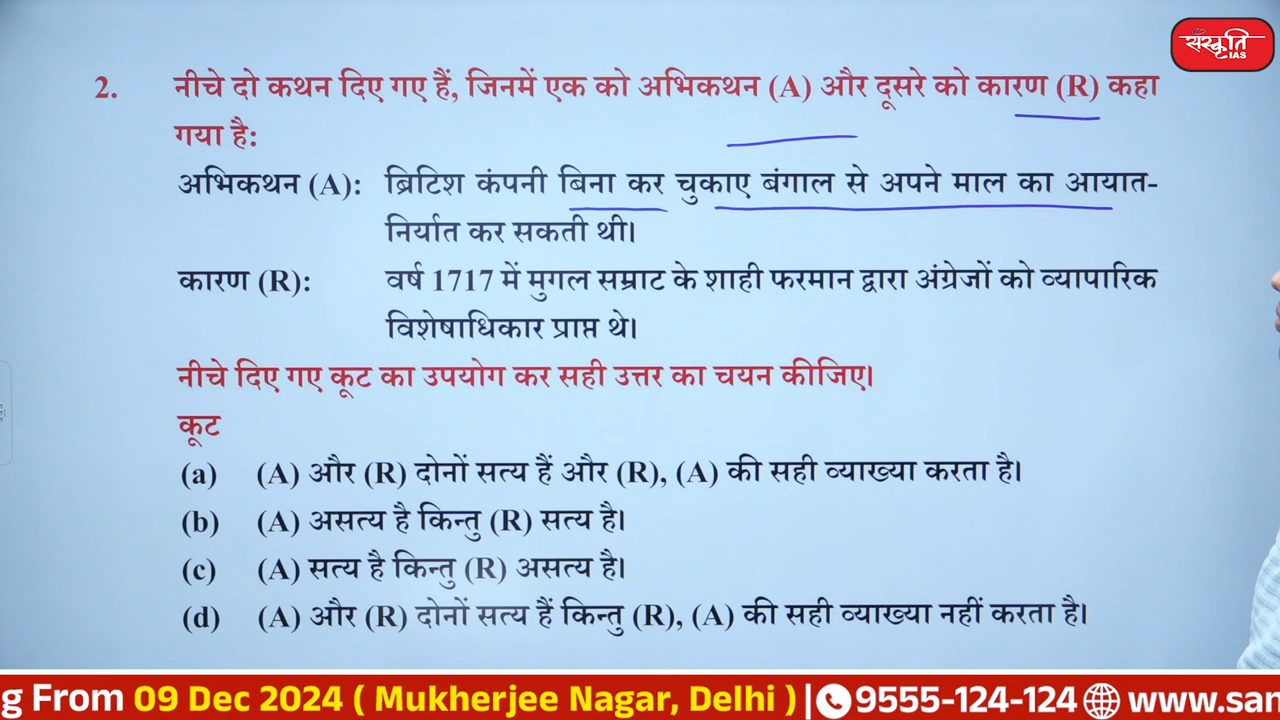 संस्कृति
IAS
2. नीचे दो कथन दिए गए हैं, जिनमें एक को अभिकथन (A) और दूसरे को कारण (R) कहा
गया है:
अभिकथन (A): ब्रिटिश कंपनी बिना कर चुकाए बंगाल से अपने माल का आयात-
निर्यात कर सकती थी।
कारण (R): वर्ष 1717 में मुगल सम्राट के शाही फरमान द्वारा अंग्रेजों को व्यापारिक
विशेषाधिकार प्राप्त थे।
नीचे दिए गए कूट का उपयोग कर सही उत्तर का चयन कीजिए।
कूट
(a) (A) और (R) दोनों सत्य हैं और (R), (A) की सही व्याख्या करता है।
(b) (A) असत्य है किन्तु (R) सत्य है।
(c) (A) सत्य है किन्तु (R) असत्य है।
(d) (A) और (R) दोनों सत्य हैं किन्तु (R), (A) की सही व्याख्या नहीं करता है।
g From 09 Dec 2024 ( Mukherjee Nagar, Delhi ) | 9555-124-124 www.san